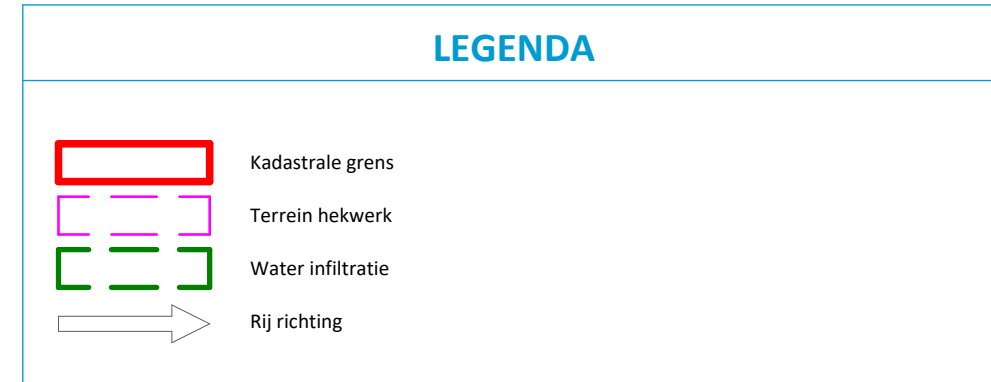 LEGENDA
Kadastrale grens
Terrein hekwerk
Water infiltratie
Rij richting